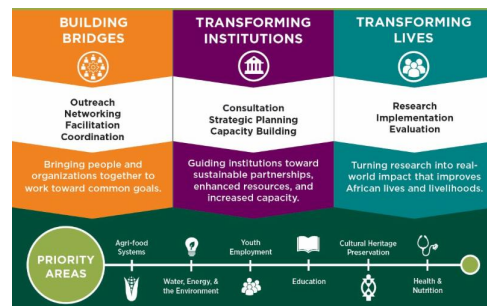 BUILDING
BRIDGES
Outreach
Networking
Facilitation
Coordination
Bringing people and
organizations together to
work toward common goals.
TRANSFORMING
INSTITUTIONS
Consultation
Strategic Planning
Capacity Building
Guiding institutions toward
sustainable partnerships,
enhanced resources, and
increased capacity.
TRANSFORMING
LIVES
Research
Implementation
Evaluation
Turning research into real-
world impact that improves
African lives and livelihoods.
PRIORITY
AREAS
Agri-food
Systems
Water, Energy, &
the Environment
Youth
Employment
Education
Cultural Heritage
Preservation
Health &
Nutrition